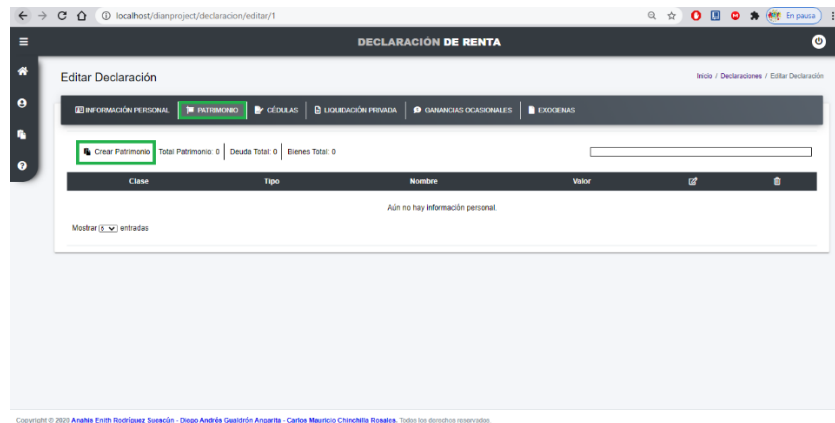 localhost/dianproject/declaracion/editar/1
En pausa
DECLARACIÓN DE RENTA
Editar Declaración
Inicio / Declaraciones / Editar Declaración
INFORMACIÓN PERSONAL PATRIMONIO CÉDULAS LIQUIDACIÓN PRIVADA GANANCIAS OCASIONALES EXOGENAS
Crear Patrimonio Total Patrimonio: 0 Deuda Total: 0 Bienes Total: 0
Clase Tipo Nombre Valor
Aún no hay información personal.
Mostrar 5 entradas
Copyright © 2020 Anahis Enith Rodríguez Suescún - Diego Andrés Gualdrón Angarita - Carlos Mauricio Chinchilla Rosales. Todos los derechos reservados.